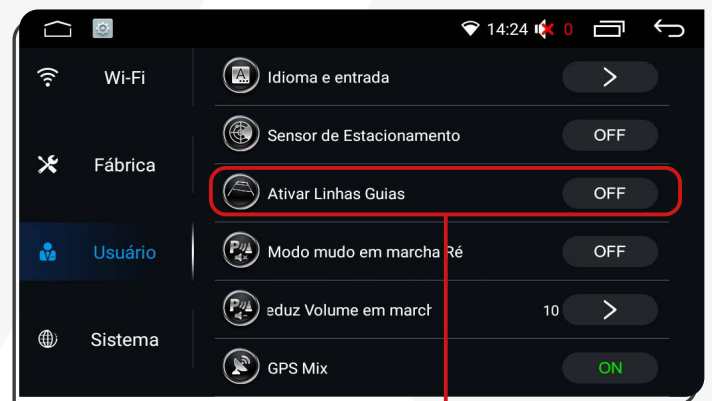 14:24 0
Wi-Fi
Fábrica
Usuário
Sistema
Idioma e entrada
Sensor de Estacionamento OFF
Ativar Linhas Guias OFF
Modo mudo em marcha Ré OFF
eduz Volume em march 10
GPS Mix ON